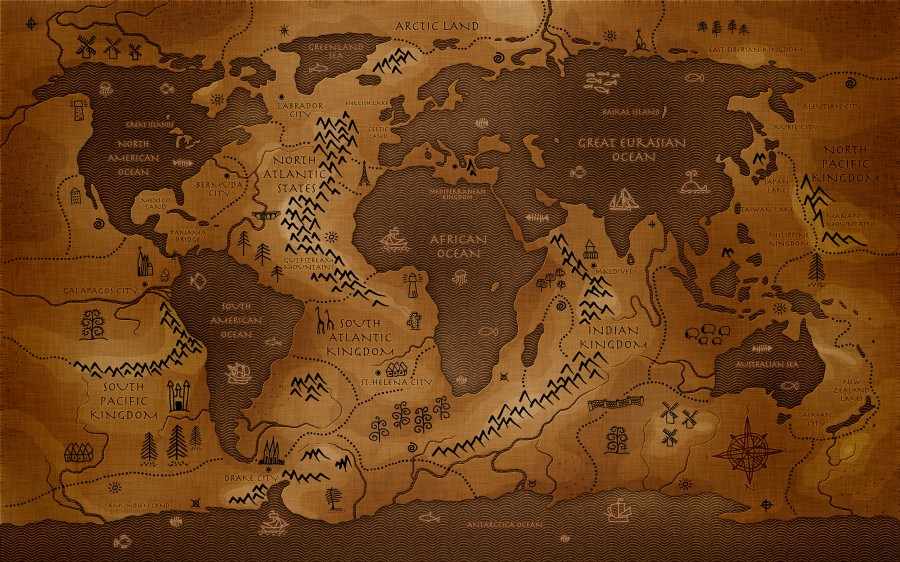 ARCTIC LAND
GREENLAND
SEA
EAST SIBERIAN KINGDOM
LABRADOR
CITY
ENGLISH LAKE
CELTIC
LAND
BAIKAL ISLAND
ALEUTIAN CITY
KURIL CITY
GREAT ISLANDS
NORTH
AMERICAN
OCEAN
NORTH
ATLANTIC
STATES
GREAT EURASIAN
OCEAN
NORTH
PACIFIC
KINGDOM
BERMUDA
CITY
MEXICO
LAND
MEDITERRANEAN
KINGDOM
JAPAN
LAKE
TAIWAN LAKE
MARIAN
MOUNTAINS
PANAMA
BRIDGE
AFRICAN
OCEAN
PHILIPPINE
KINGDOM
GULFSTREAM
MOUNTAINS
MALDIVES
GALAPAGOS CITY
SOUTH
AMERICAN
OCEAN
SOUTH
ATLANTIC
KINGDOM
INDIAN
KINGDOM
AUSTRALIAN SEA
ST. HELENA CITY
SOUTH
PACIFIC
KINGDOM
NEW
ZEALAND
LAKES
TASMAN
CITY
W
N
DRAKE CITY
AMUNDSEN LAND
ANTARCTICA OCEAN